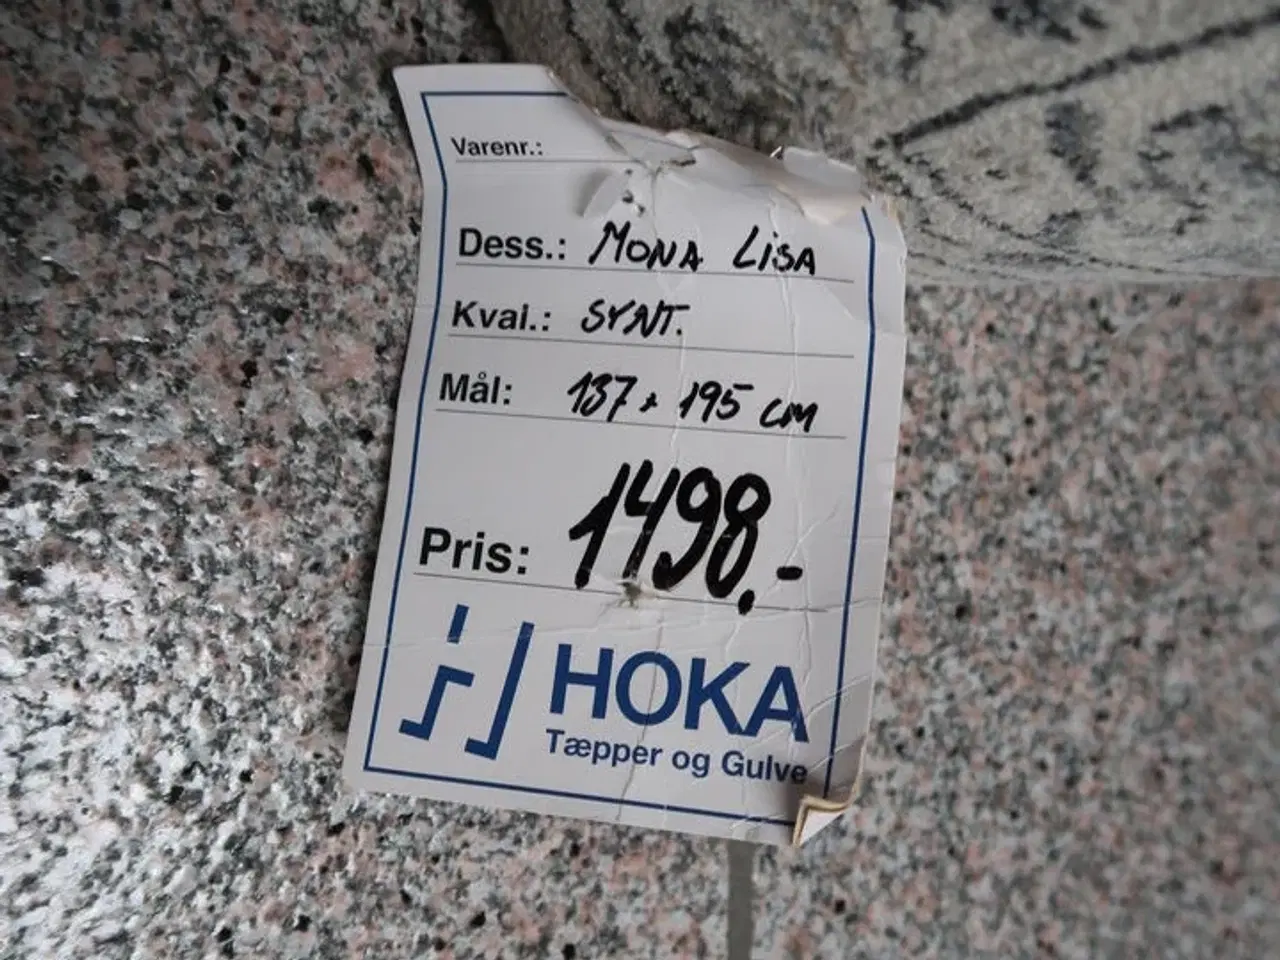 Varenr.:
Dess.: MONA LISA
Kval.: SYNT.
Mål: 137 x 195 cm
Pris: 1498.-
HOKA
Tæpper og Gulve